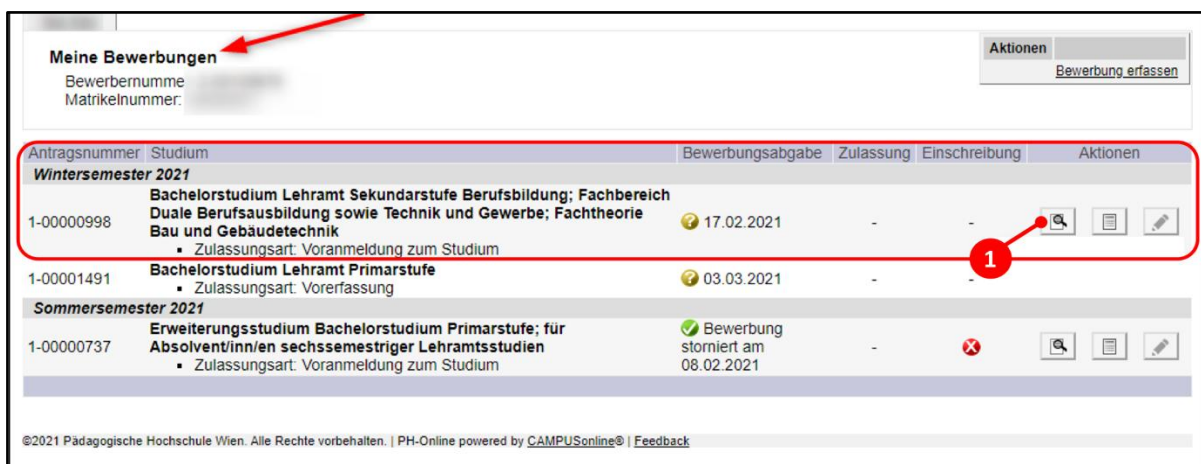 Meine Bewerbungen
Aktionen
Bewerbung erfassen
Bewerbernumme
Matrikelnummer:
Antragsnummer Studium Bewerbungsabgabe Zulassung Einschreibung Aktionen
Wintersemester 2021
1-00000998 Bachelorstudium Lehramt Sekundarstufe Berufsbildung; Fachbereich
Duale Berufsausbildung sowie Technik und Gewerbe; Fachtheorie
Bau und Gebäudetechnik
17.02.2021 - -
▪ Zulassungsart: Voranmeldung zum Studium
1
1-00001491 Bachelorstudium Lehramt Primarstufe
▪ Zulassungsart: Vorerfassung
03.03.2021 - -
Sommersemester 2021
1-00000737 Erweiterungsstudium Bachelorstudium Primarstufe; für
Absolvent/inn/en sechssemestriger Lehramtsstudien
▪ Zulassungsart: Voranmeldung zum Studium
Bewerbung
storniert am
08.02.2021
-
©2021 Pädagogische Hochschule Wien. Alle Rechte vorbehalten. | PH-Online powered by CAMPUSonline® | Feedback